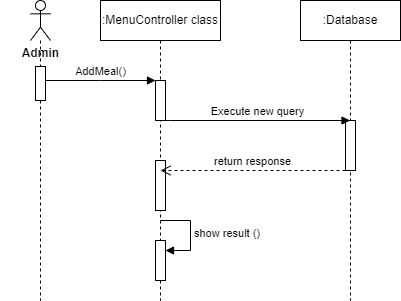 :MenuController class
:Database
Admin
AddMeal()
Execute new query
return response
show result ()